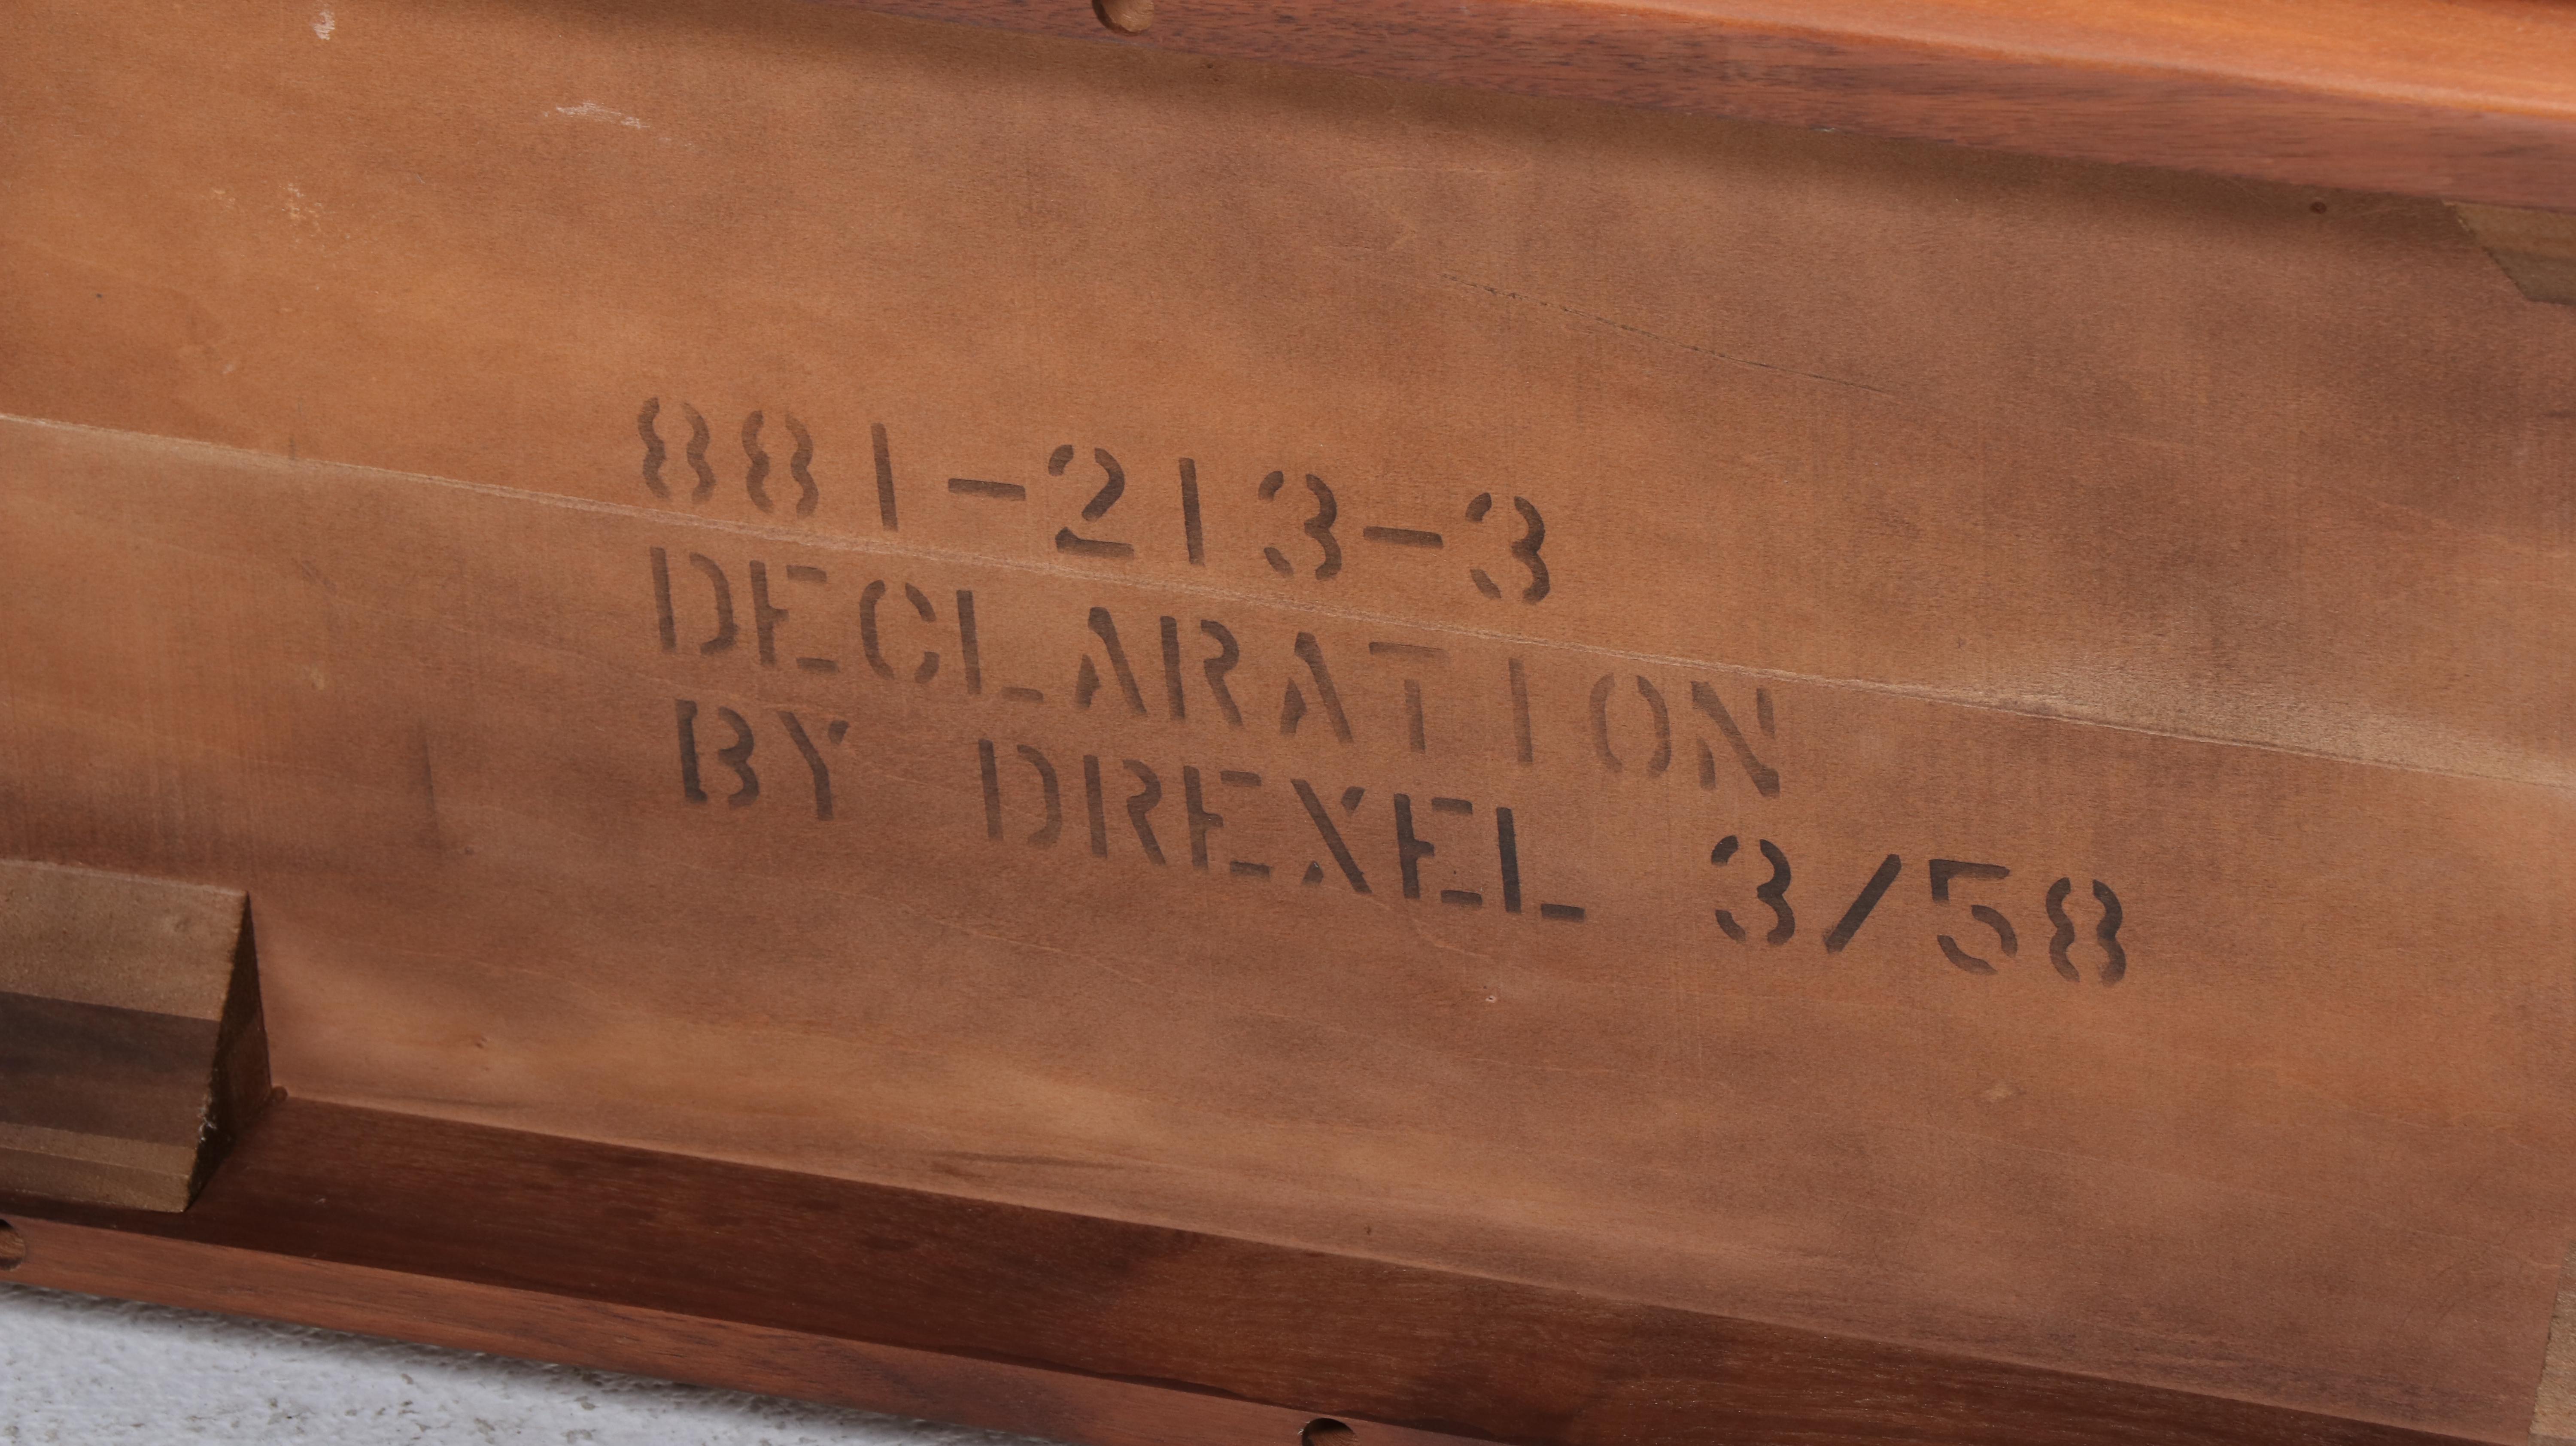 881-213-3
DECLARATION
BY DREXEL 3/58